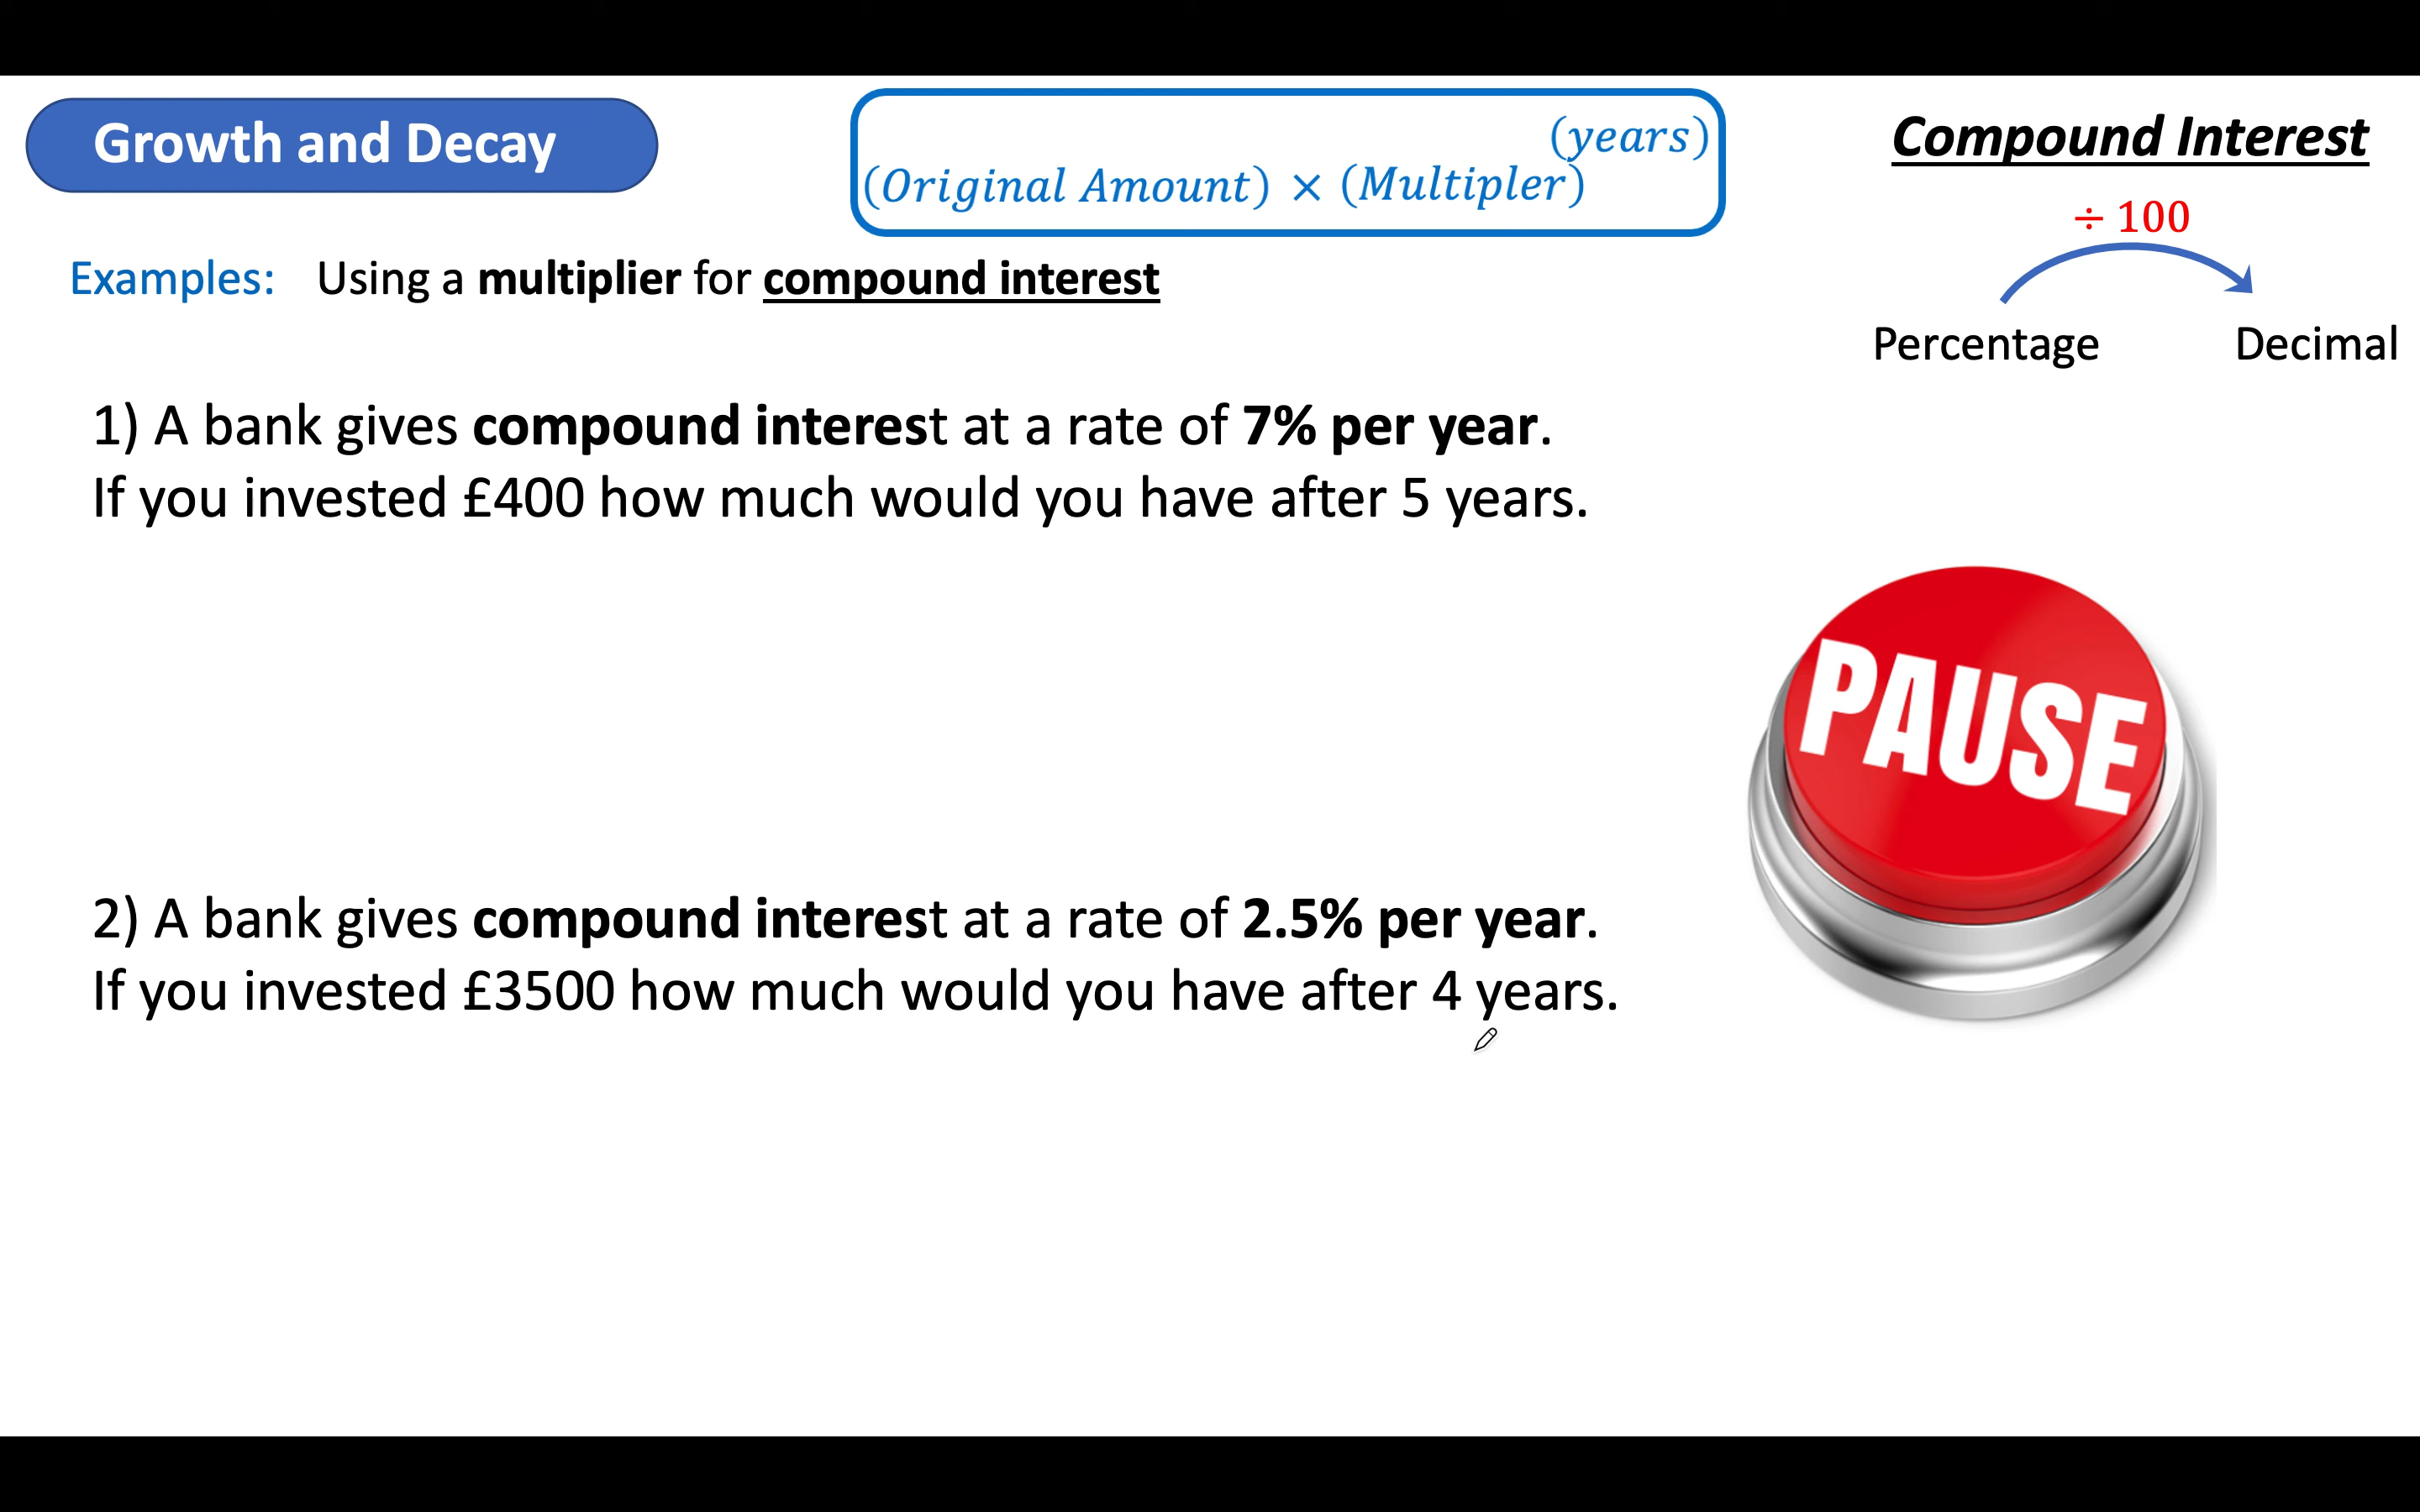 Growth and Decay
(Original Amount) × (Multipler)^(years)
Compound Interest
÷ 100
Percentage Decimal
Examples: Using a multiplier for compound interest
1) A bank gives compound interest at a rate of 7% per year.
If you invested £400 how much would you have after 5 years.
PAUSE
2) A bank gives compound interest at a rate of 2.5% per year.
If you invested £3500 how much would you have after 4 years.